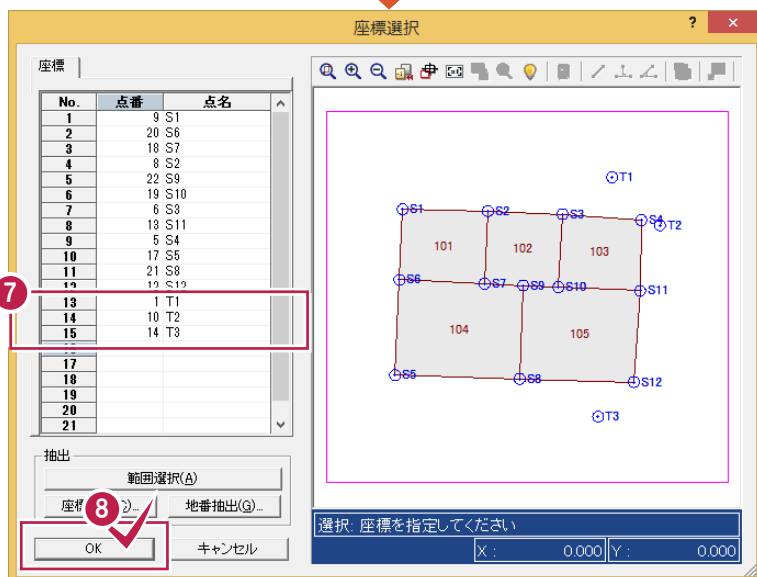 座標選択
? ×
座標
No. 点番 点名
1 9 S1
2 20 S6
3 18 S7
4 8 S2
5 22 S9
6 19 S10
7 6 S3
8 13 S11
9 5 S4
10 17 S5
11 21 S8
12 12 S12
13 1 T1
14 10 T2
15 14 T3
17
18
19
20
21
7
抽出
範囲選択(A)
地番抽出(G)...
8
OK
キャンセル
T1
S1 S2 S3 S4 T2
101 102 103
S6 S7 S9 S10 S11
104 105
S5 S8 S12
T3
選択: 座標を指定してください
X : 0.000 Y : 0.000